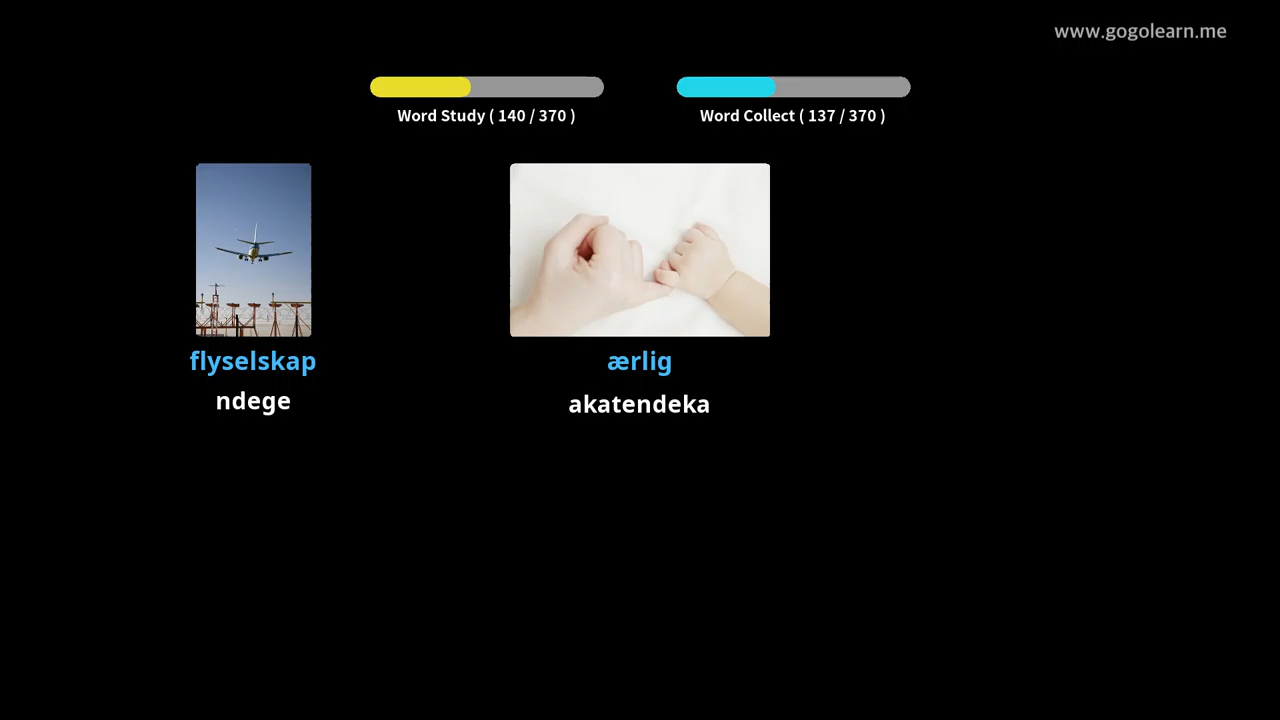 www.gogolearn.me
Word Study ( 140 / 370 )
Word Collect ( 137 / 370 )
flyselskap
ærlig
ndege
akatendeka